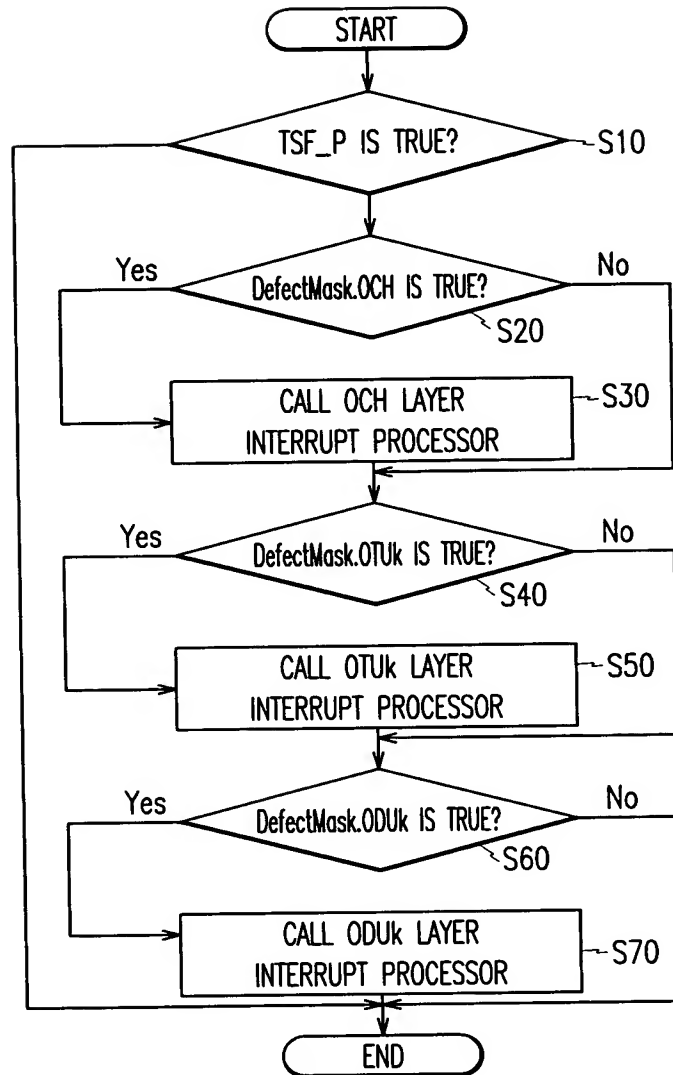 START
TSF_P IS TRUE?
S10
Yes
DefectMask.OCH IS TRUE?
No
S20
CALL OCH LAYER
INTERRUPT PROCESSOR
S30
Yes
DefectMask.OTUk IS TRUE?
No
S40
CALL OTUk LAYER
INTERRUPT PROCESSOR
S50
Yes
DefectMask.ODUk IS TRUE?
No
S60
CALL ODUk LAYER
INTERRUPT PROCESSOR
S70
END